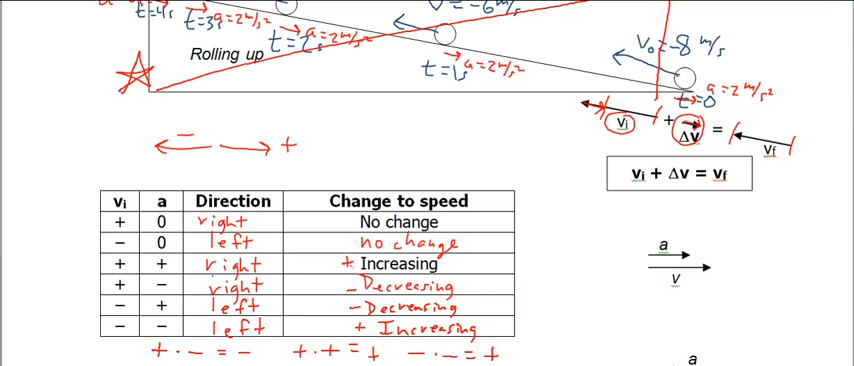 t=4s
t=3s a=2m/s²
t=2s a=2m/s²
V=-6m/s
t=1s a=2m/s²
V₀=-8 m/s
t=0 a=2m/s²
Rolling up
vi + Δv = vf
vi + Δv = vf
− +
vi a Direction Change to speed
+ 0 right No change
− 0 left no change
+ + right + Increasing
+ − right − Decreasing
− + left − Decreasing
− − left + Increasing
+ · − = − + · + = + − · − = +
a
v
a